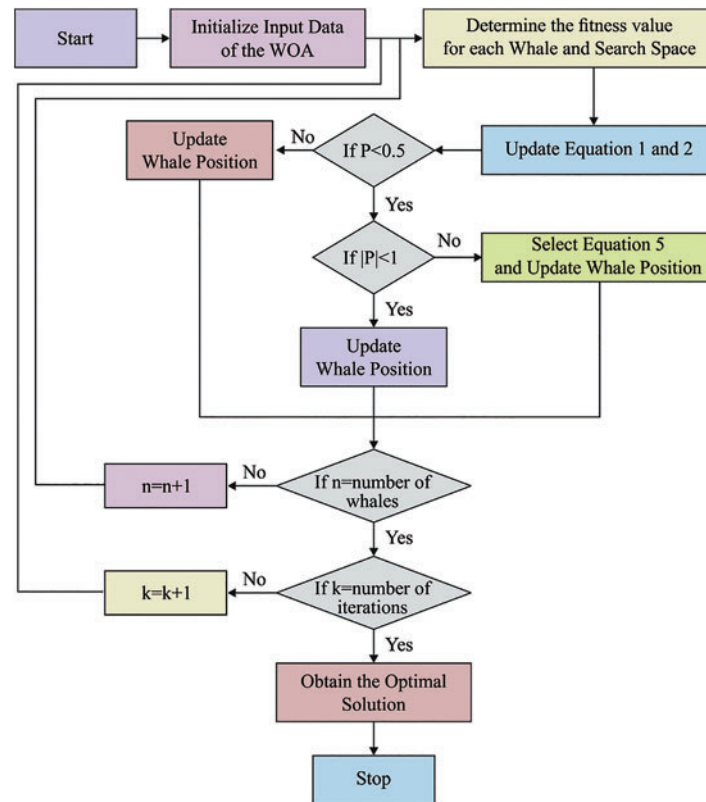 Start
Initialize Input Data
of the WOA
Determine the fitness value
for each Whale and Search Space
Update
Whale Position
No
If P<0.5
Update Equation 1 and 2
Yes
If |P|<1
No
Select Equation 5
and Update Whale Position
Yes
Update
Whale Position
n=n+1
No
If n=number of
whales
Yes
k=k+1
No
If k=number of
iterations
Yes
Obtain the Optimal
Solution
Stop